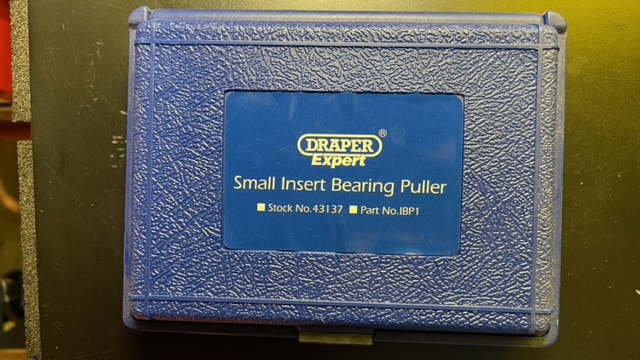 DRAPER®
Expert
Small Insert Bearing Puller
Stock No.43137 Part No.IBP1